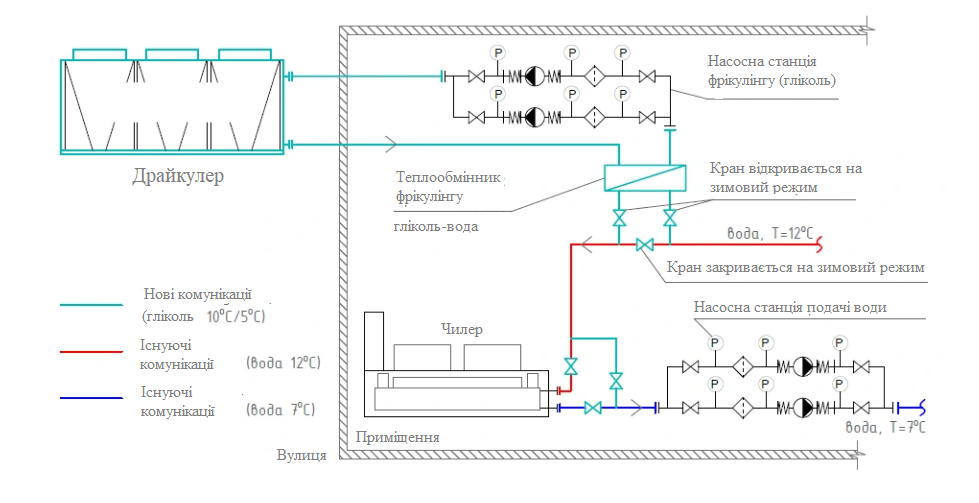 P P P
Насосна станція
фрікулінгу (гліколь)
P P P
Драйкулер
Теплообмінник
фрікулінгу
гліколь-вода
Кран відкривається на
зимовий режим
вода, Т=12°С
Кран закривається на зимовий режим
Нові комунікації
(гліколь 10°С/5°С)
Насосна станція подачі води
Чилер
P P P
Існуючі
комунікації (вода 12°С)
P P P
Існуючі
комунікації (вода 7°С)
вода, Т=7°С
Приміщення
Вулиця